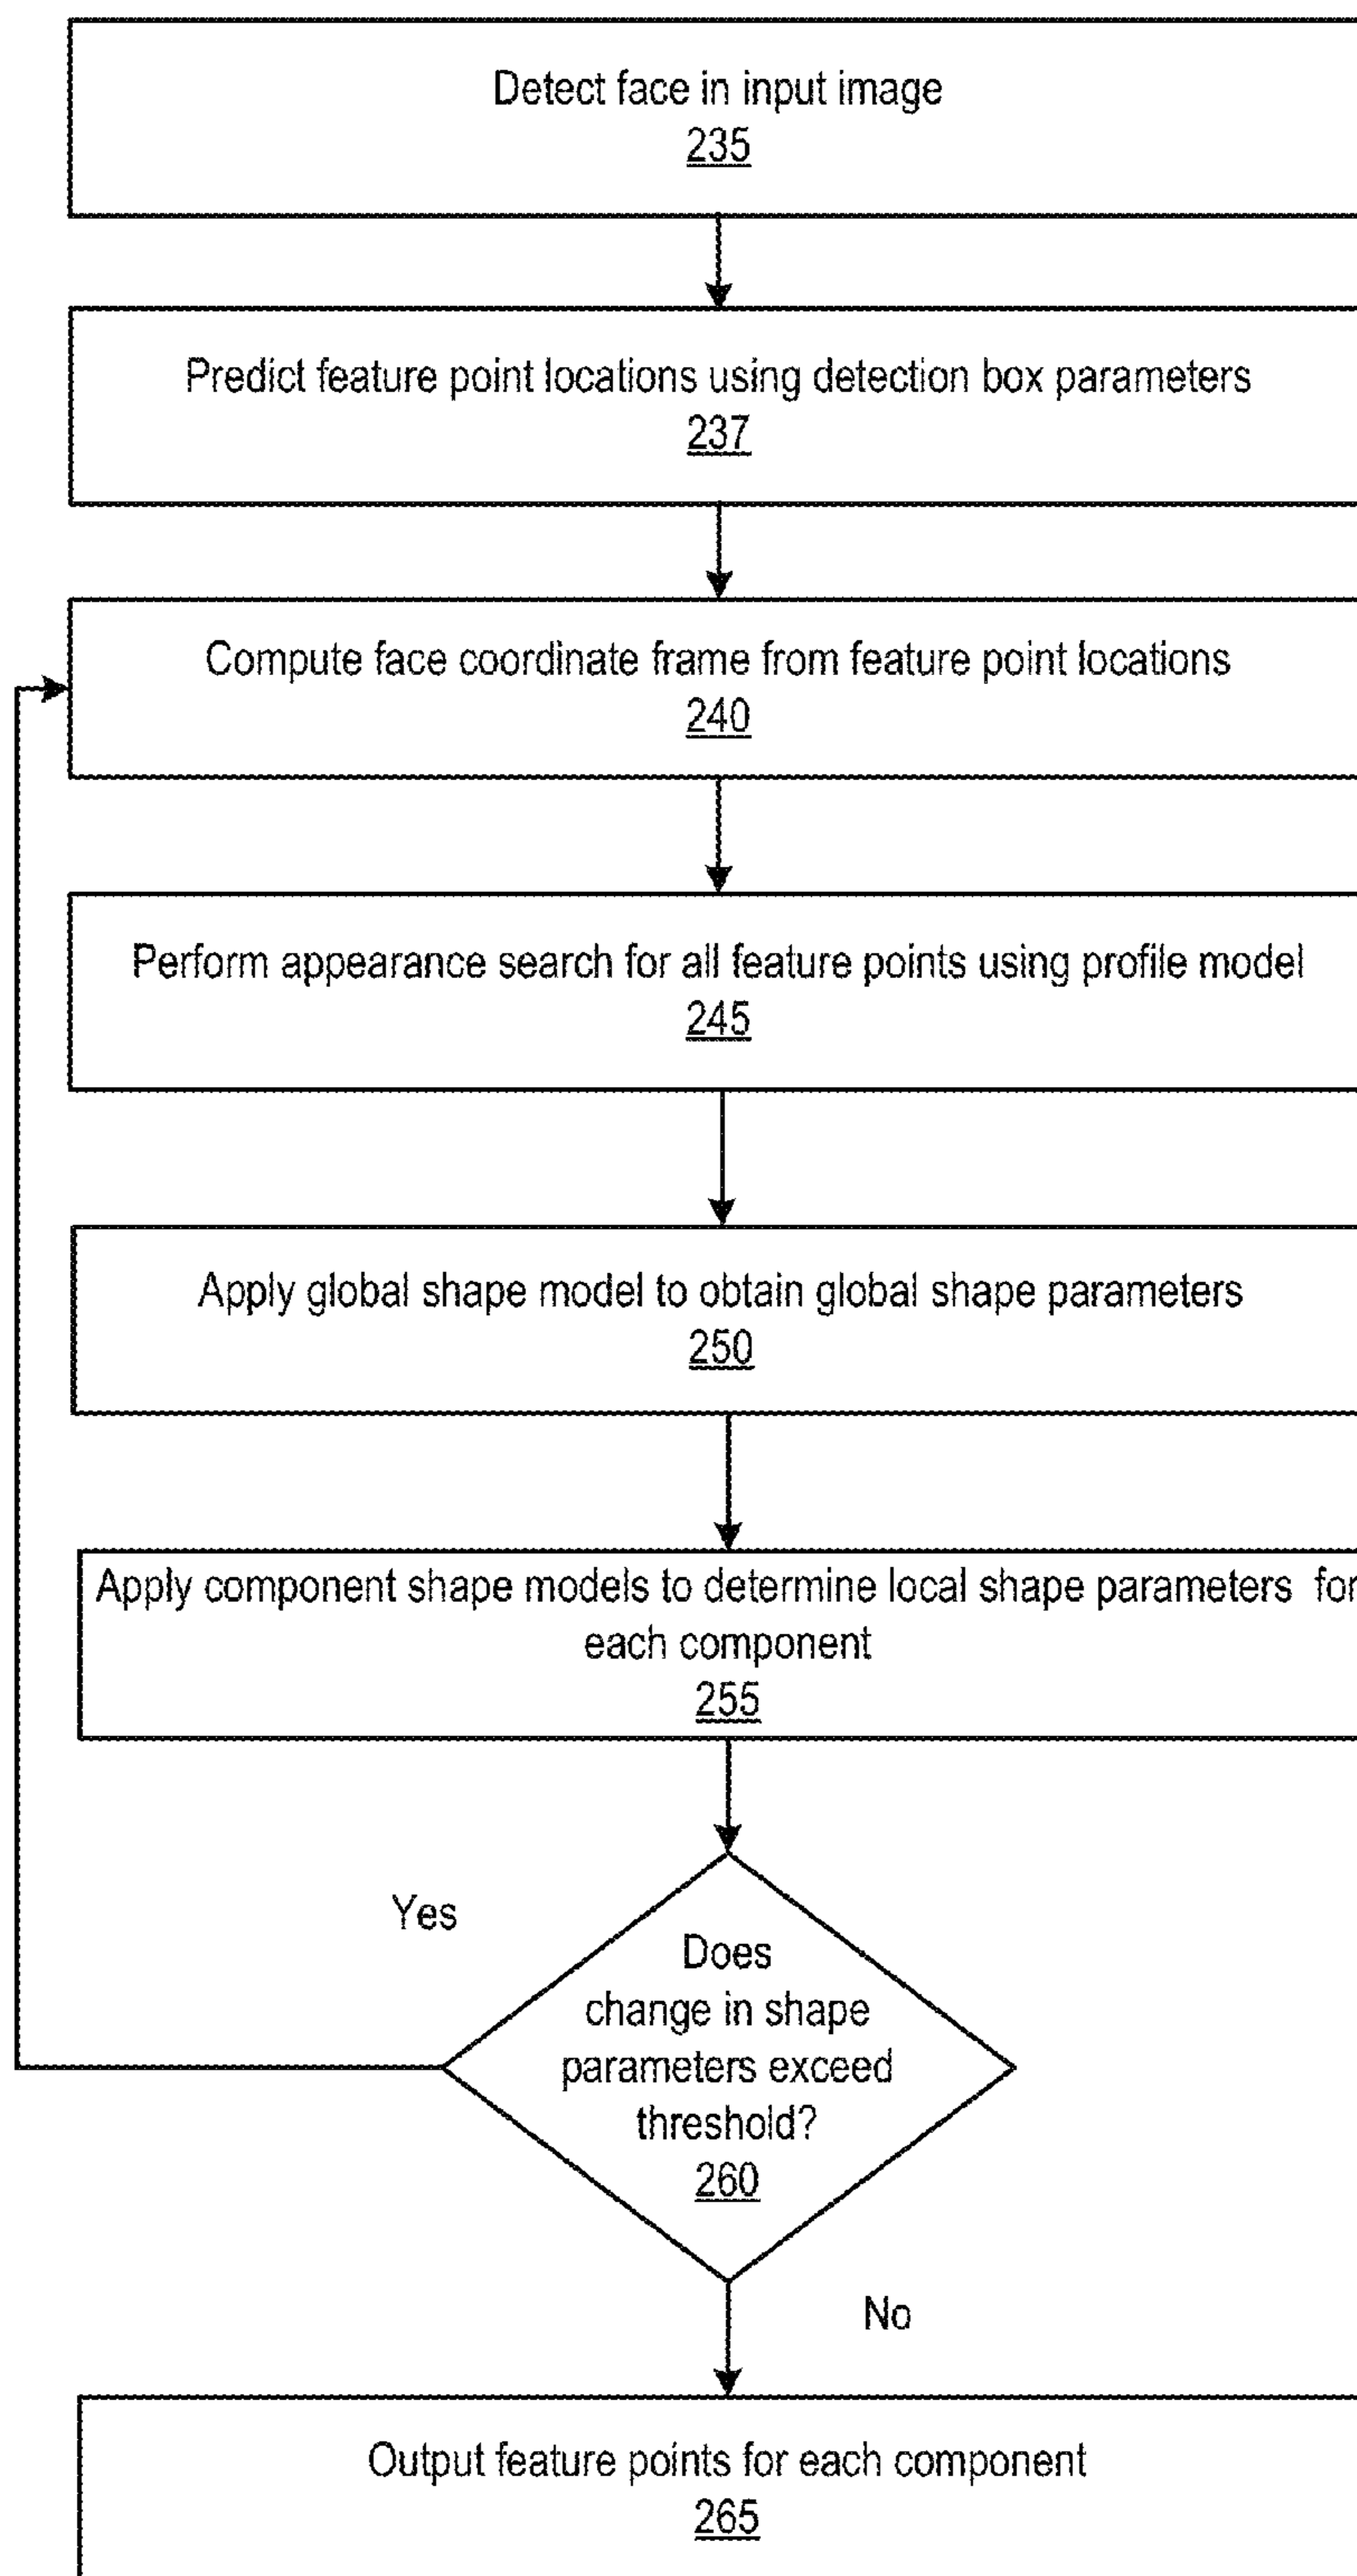 Detect face in input image
235
Predict feature point locations using detection box parameters
237
Compute face coordinate frame from feature point locations
240
Perform appearance search for all feature points using profile model
245
Apply global shape model to obtain global shape parameters
250
Apply component shape models to determine local shape parameters for
each component
255
Yes
Does
change in shape
parameters exceed
threshold?
260
No
Output feature points for each component
265